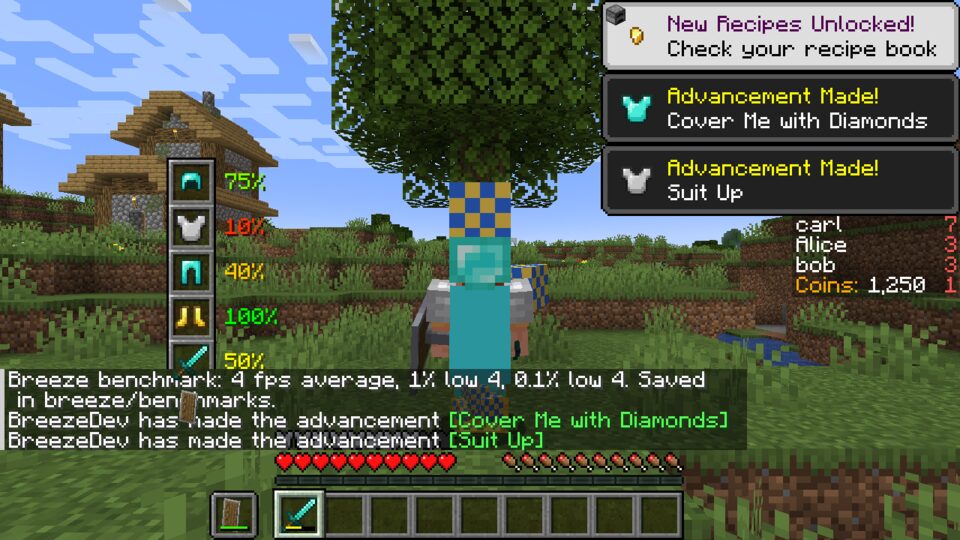 New Recipes Unlocked!
Check your recipe book
Advancement Made!
Cover Me with Diamonds
Advancement Made!
Suit Up
75%
10%
40%
100%
50%
carl 7
Alice 3
bob 3
Coins: 1,250 1
Breeze benchmark: 4 fps average, 1% low 4, 0.1% low 4. Saved
in breeze/benchmarks.
BreezeDev has made the advancement [Cover Me with Diamonds]
BreezeDev has made the advancement [Suit Up]